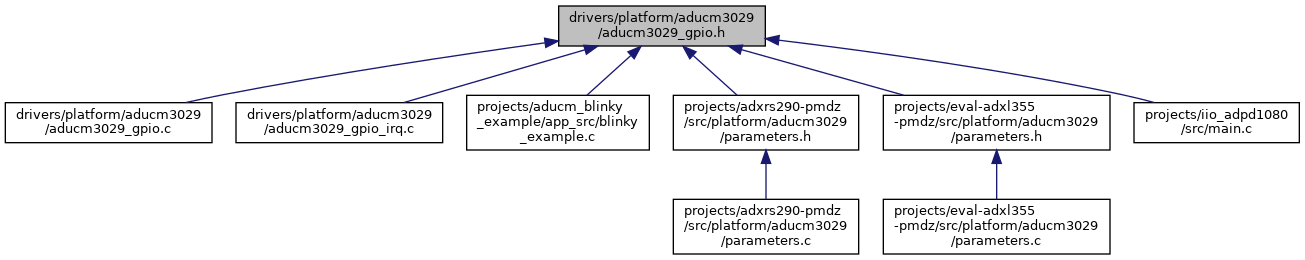 drivers/platform/aducm3029
/aducm3029_gpio.h
drivers/platform/aducm3029
/aducm3029_gpio.c
drivers/platform/aducm3029
/aducm3029_gpio_irq.c
projects/aducm_blinky
_example/app_src/blinky
_example.c
projects/adxrs290-pmdz
/src/platform/aducm3029
/parameters.h
projects/eval-adxl355
-pmdz/src/platform/aducm3029
/parameters.h
projects/iio_adpd1080
/src/main.c
projects/adxrs290-pmdz
/src/platform/aducm3029
/parameters.c
projects/eval-adxl355
-pmdz/src/platform/aducm3029
/parameters.c